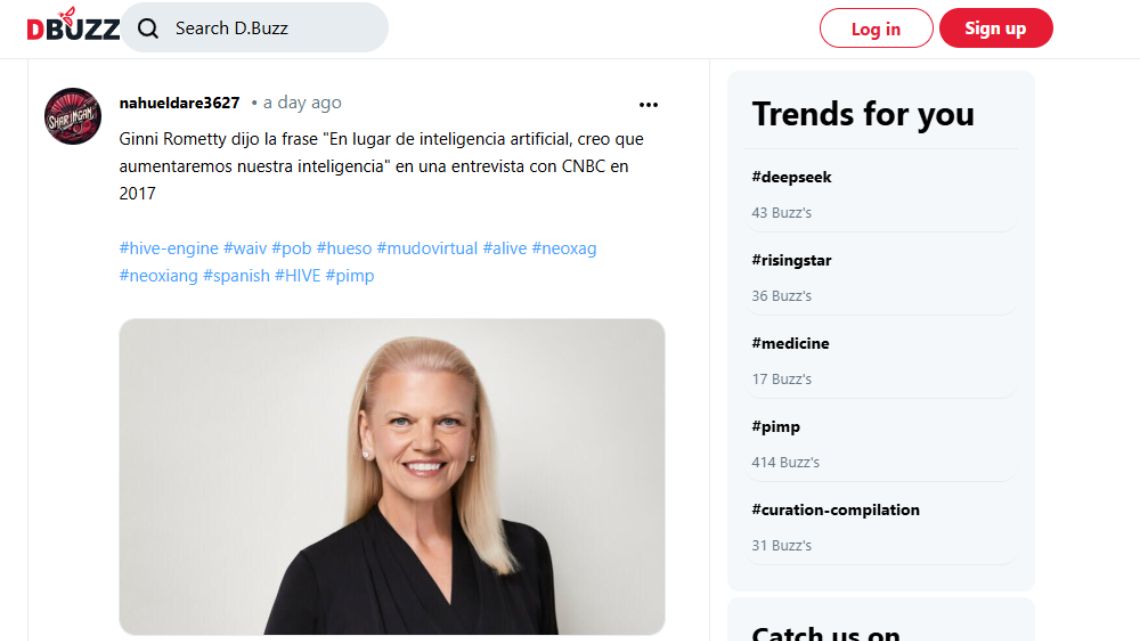 DBUZZ
Search D.Buzz
Log in
Sign up
nahueldare3627 • a day ago
Ginni Rometty dijo la frase "En lugar de inteligencia artificial, creo que
aumentaremos nuestra inteligencia" en una entrevista con CNBC en
2017
#hive-engine #waiv #pob #hueso #mudovirtual #alive #neoxag
#neoxiang #spanish #HIVE #pimp
SHARINGAN
Trends for you
#deepseek
43 Buzz's
#risingstar
36 Buzz's
#medicine
17 Buzz's
#pimp
414 Buzz's
#curation-compilation
31 Buzz's
Catch us on